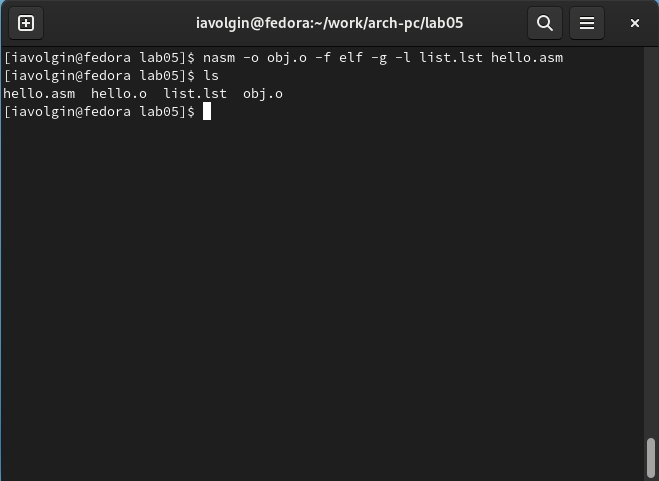 iavolgin@fedora:~/work/arch-pc/lab05
[iavolgin@fedora lab05]$ nasm -o obj.o -f elf -g -l list.lst hello.asm
[iavolgin@fedora lab05]$ ls
hello.asm  hello.o  list.lst  obj.o
[iavolgin@fedora lab05]$